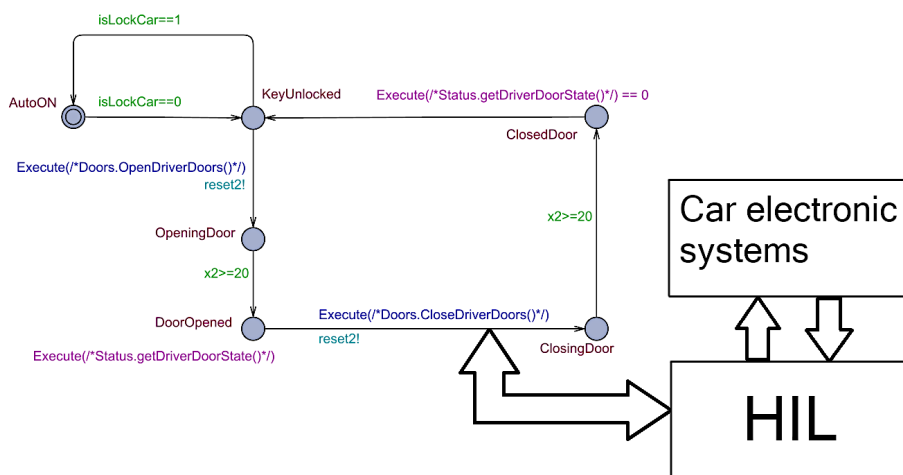 isLockCar==1
AutoON
isLockCar==0
KeyUnlocked
Execute(/*Status.getDriverDoorState()*/) == 0
ClosedDoor
Execute(/*Doors.OpenDriverDoors()*/)
reset2!
OpeningDoor
x2>=20
x2>=20
Car electronic
systems
DoorOpened
Execute(/*Doors.CloseDriverDoors()*/)
reset2!
ClosingDoor
Execute(/*Status.getDriverDoorState()*/)
HIL